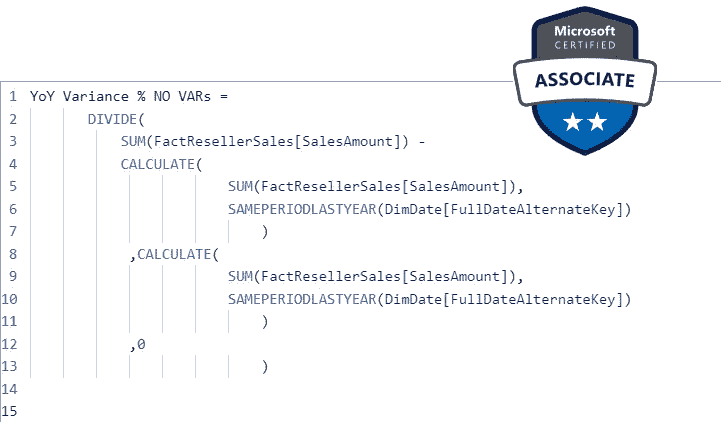 Microsoft
CERTIFIED
ASSOCIATE
1 YoY Variance % NO VARs =
2 DIVIDE(
3 SUM(FactResellerSales[SalesAmount]) -
4 CALCULATE(
5 SUM(FactResellerSales[SalesAmount]),
6 SAMEPERIODLASTYEAR(DimDate[FullDateAlternateKey])
7 )
8 ,CALCULATE(
9 SUM(FactResellerSales[SalesAmount]),
10 SAMEPERIODLASTYEAR(DimDate[FullDateAlternateKey])
11 )
12 ,0
13 )
14
15